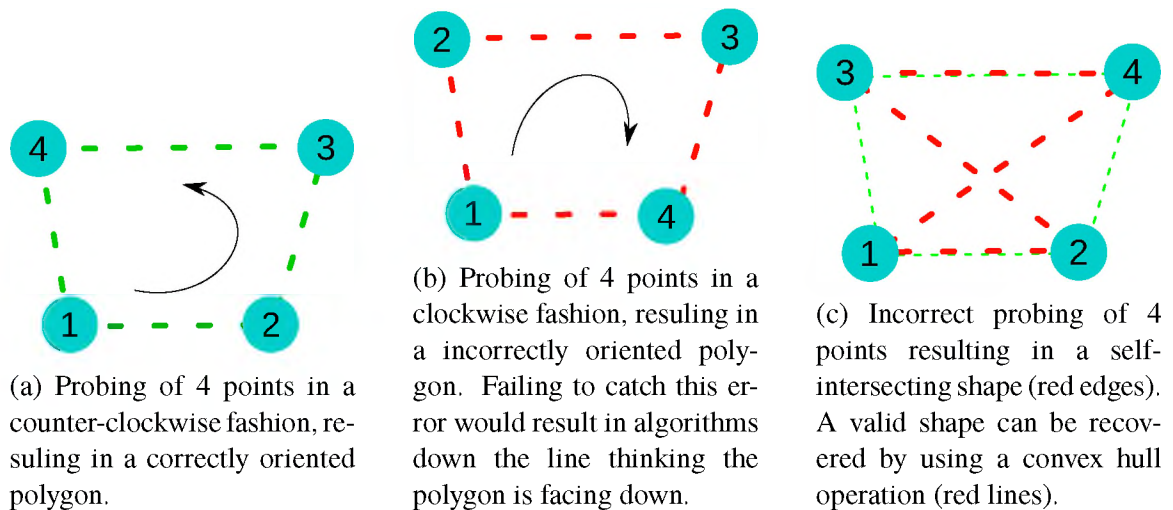 4
3
1
2
(a) Probing of 4 points in a
counter-clockwise fashion, re-
suling in a correctly oriented
polygon.
2
3
1
4
(b) Probing of 4 points in a
clockwise fashion, resuling in
a incorrectly oriented poly-
gon. Failing to catch this er-
ror would result in algorithms
down the line thinking the
polygon is facing down.
3
4
1
2
(c) Incorrect probing of 4
points resulting in a self-
intersecting shape (red edges).
A valid shape can be recov-
ered by using a convex hull
operation (red lines).